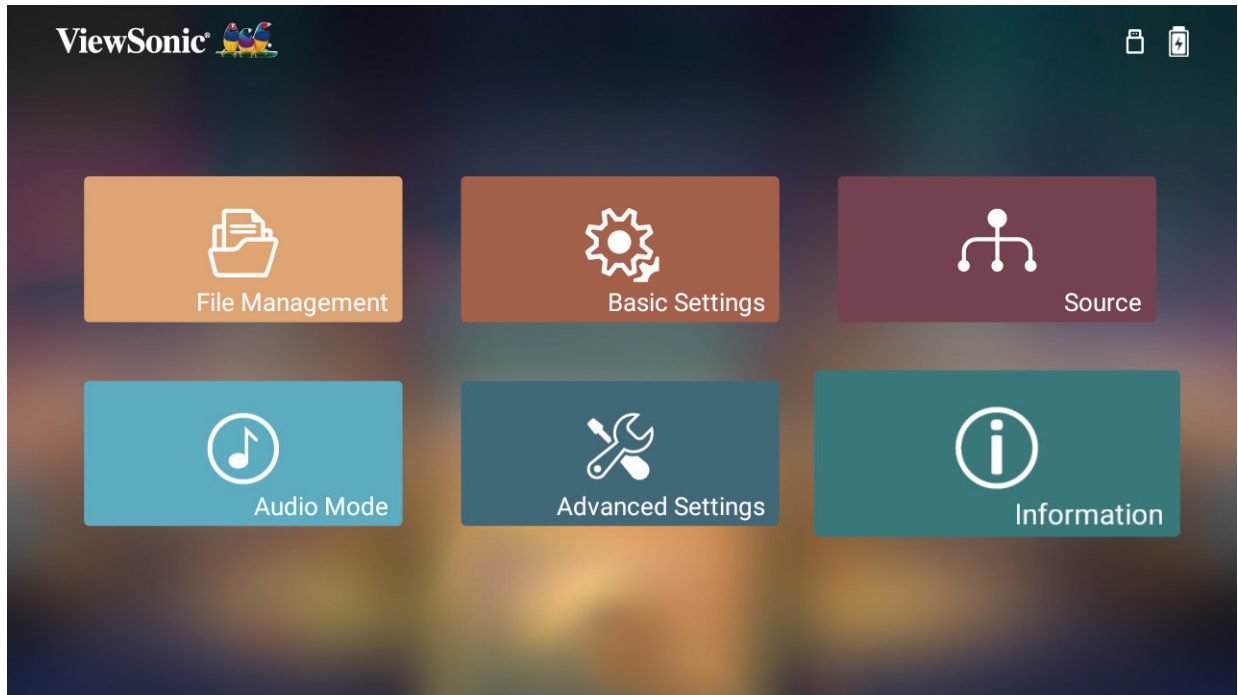 ViewSonic®
File Management
Basic Settings
Source
Audio Mode
Advanced Settings
Information